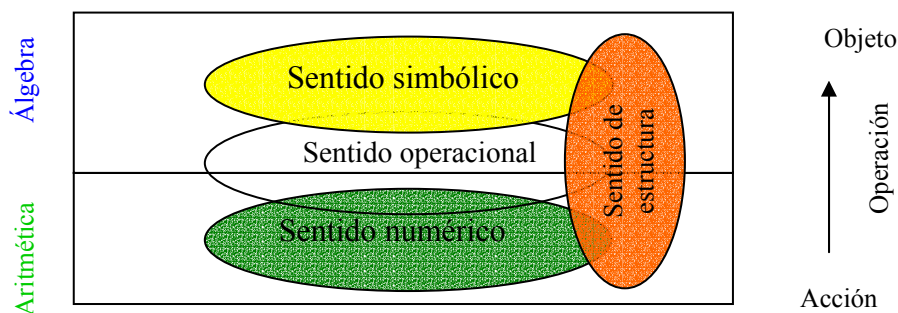 Álgebra
Aritmética
Sentido simbólico
Sentido operacional
Sentido numérico
Sentido de
estructura
Objeto
Operación
Acción